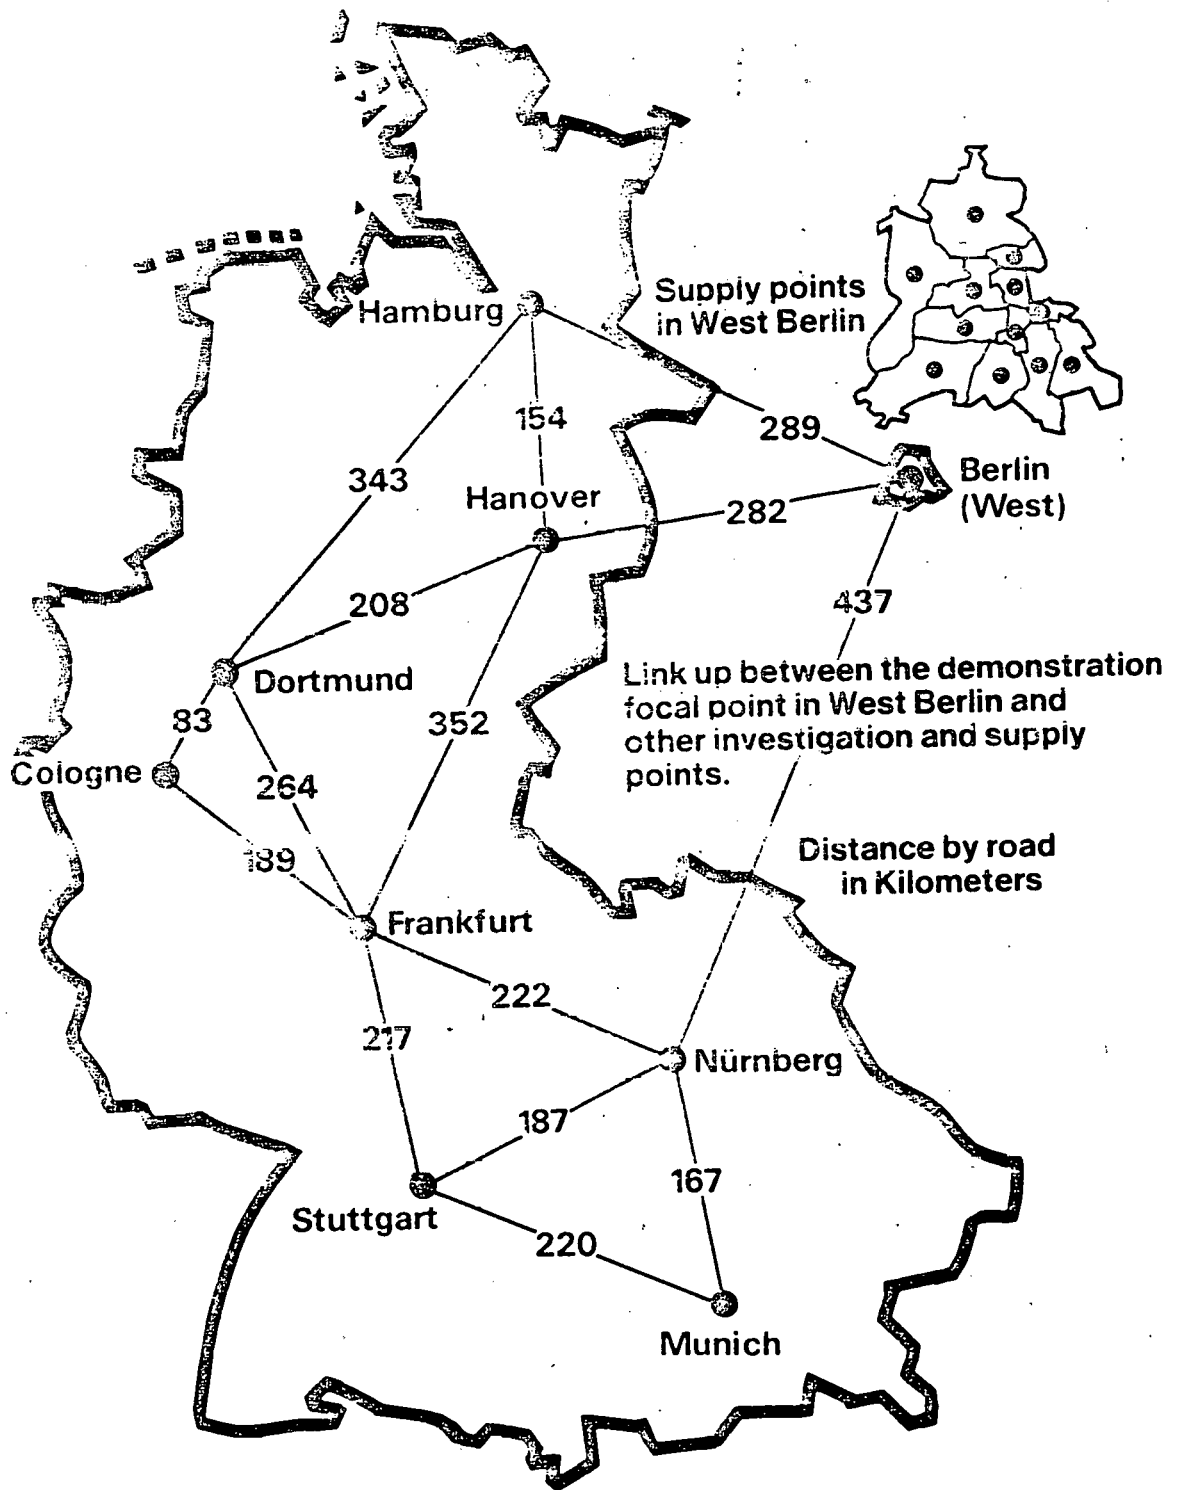 Supply points
in West Berlin
Hamburg
154
289
343
Hanover
Berlin
(West)
282
208
437
Dortmund
Link up between the demonstration
focal point in West Berlin and
other investigation and supply
points.
83
352
Cologne
264
189
Distance by road
in Kilometers
Frankfurt
222
217
Nürnberg
187
167
Stuttgart
220
Munich